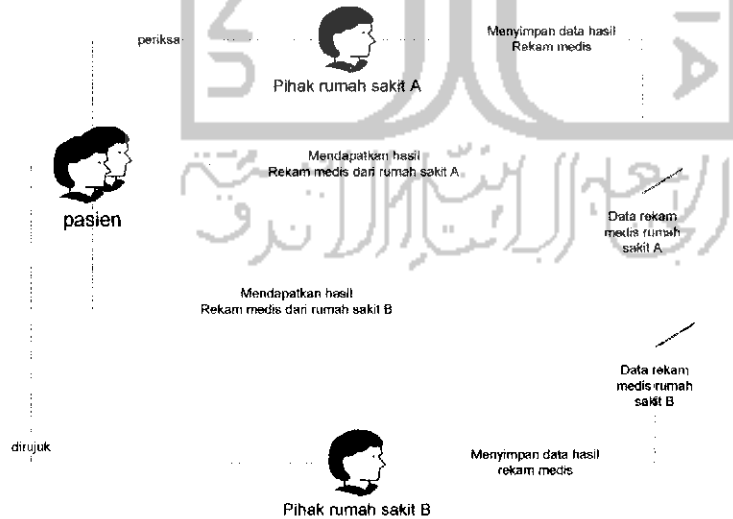 periksa
Menyimpan data hasil
Rekam medis
Pihak rumah sakit A
Mendapatkan hasil
Rekam medis dari rumah sakit A
pasien
Data rekam
medis rumah
sakit A
Mendapatkan hasil
Rekam medis dari rumah sakit B
Data rekam
medis rumah
sakit B
dirujuk
Menyimpan data hasil
rekam medis
Pihak rumah sakit B